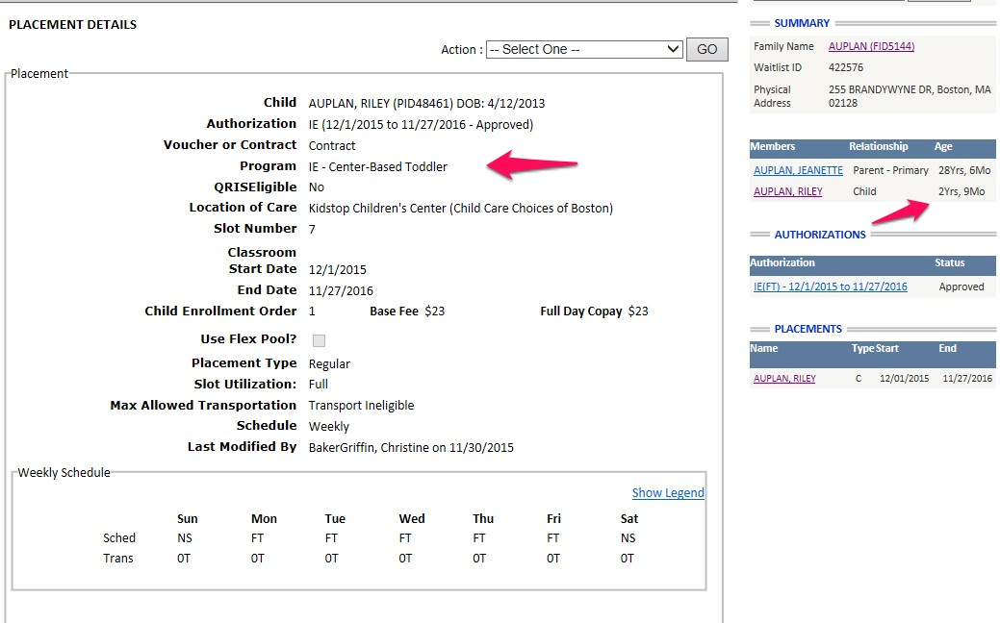 PLACEMENT DETAILS
Action : -- Select One -- GO
Placement
Child AUPLAN, RILEY (PID48461) DOB: 4/12/2013
Authorization IE (12/1/2015 to 11/27/2016 - Approved)
Voucher or Contract Contract
Program IE - Center-Based Toddler
QRISEligible No
Location of Care Kidstop Children's Center (Child Care Choices of Boston)
Slot Number 7
Classroom
Start Date 12/1/2015
End Date 11/27/2016
Child Enrollment Order 1 Base Fee $23 Full Day Copay $23
Use Flex Pool?
Placement Type Regular
Slot Utilization: Full
Max Allowed Transportation Transport Ineligible
Schedule Weekly
Last Modified By BakerGriffin, Christine on 11/30/2015
Weekly Schedule
Show Legend
Sun Mon Tue Wed Thu Fri Sat
Sched NS FT FT FT FT FT NS
Trans 0T 0T 0T 0T 0T 0T 0T
SUMMARY
Family Name AUPLAN (FID5144)
Waitlist ID 422576
Physical Address 255 BRANDYWYNE DR, Boston, MA
02128
Members Relationship Age
AUPLAN, JEANETTE Parent - Primary 28Yrs, 6Mo
AUPLAN, RILEY Child 2Yrs, 9Mo
AUTHORIZATIONS
Authorization Status
IE(FT) - 12/1/2015 to 11/27/2016 Approved
PLACEMENTS
Name Type Start End
AUPLAN, RILEY C 12/01/2015 11/27/2016